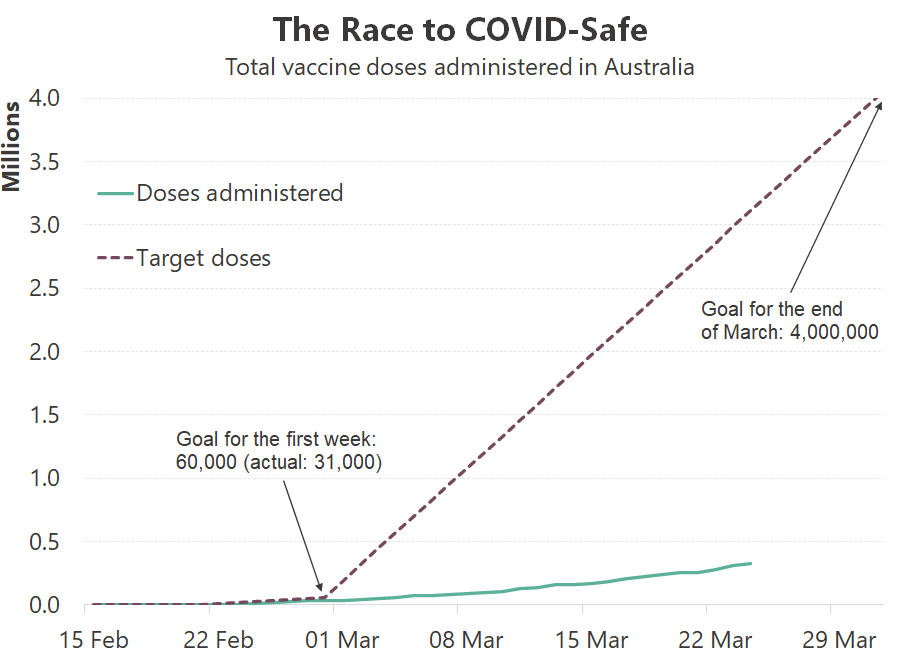 The Race to COVID-Safe
Total vaccine doses administered in Australia
Millions
4.0
3.5
3.0
2.5
2.0
1.5
1.0
0.5
0.0
Doses administered
Target doses
Goal for the end
of March: 4,000,000
Goal for the first week:
60,000 (actual: 31,000)
15 Feb
22 Feb
01 Mar
08 Mar
15 Mar
22 Mar
29 Mar